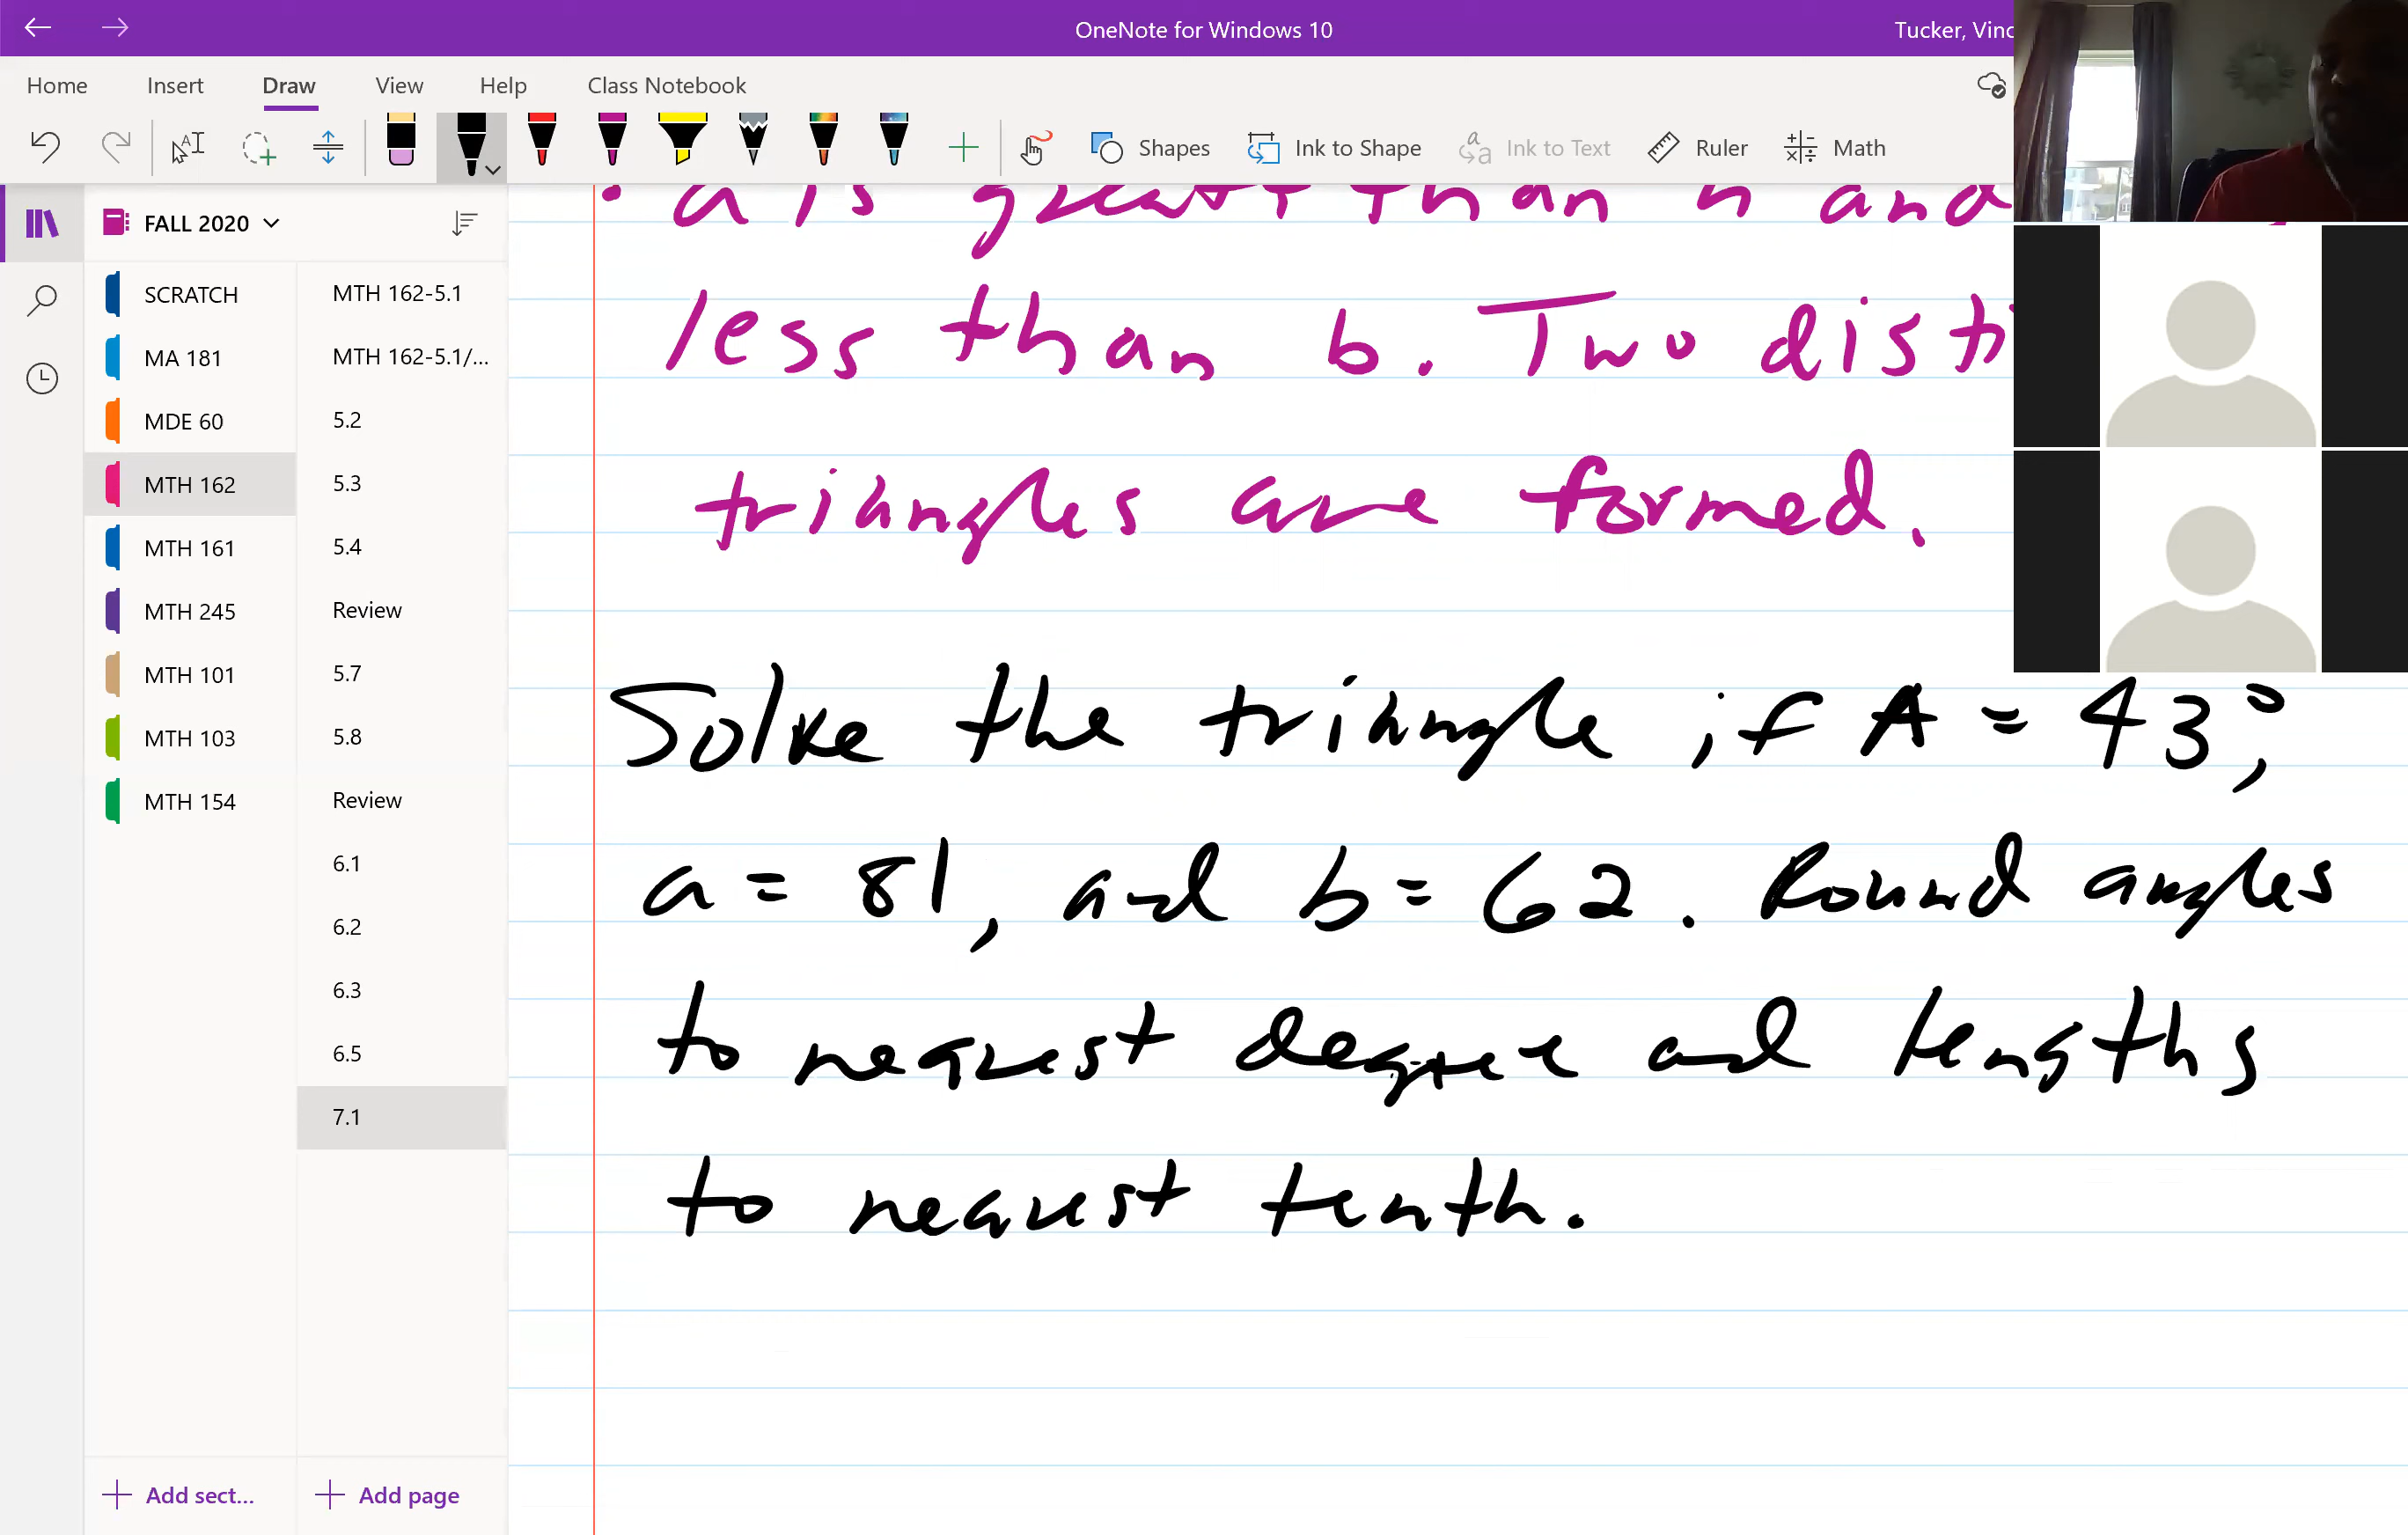 OneNote for Windows 10
Tucker, Vinc
Home Insert Draw View Help Class Notebook
Shapes Ink to Shape Ink to Text Ruler Math
FALL 2020
SCRATCH
MA 181
MDE 60
MTH 162
MTH 161
MTH 245
MTH 101
MTH 103
MTH 154
Add sect...
MTH 162-5.1
MTH 162-5.1/...
5.2
5.3
5.4
Review
5.7
5.8
Review
6.1
6.2
6.3
6.5
7.1
Add page
• a is than h and
less than b. Two disti
triangles are formed.
Solve the triangle if A = 43°,
a = 81, and b = 62. Round angles
to nearest degree and lengths
to nearest tenth.